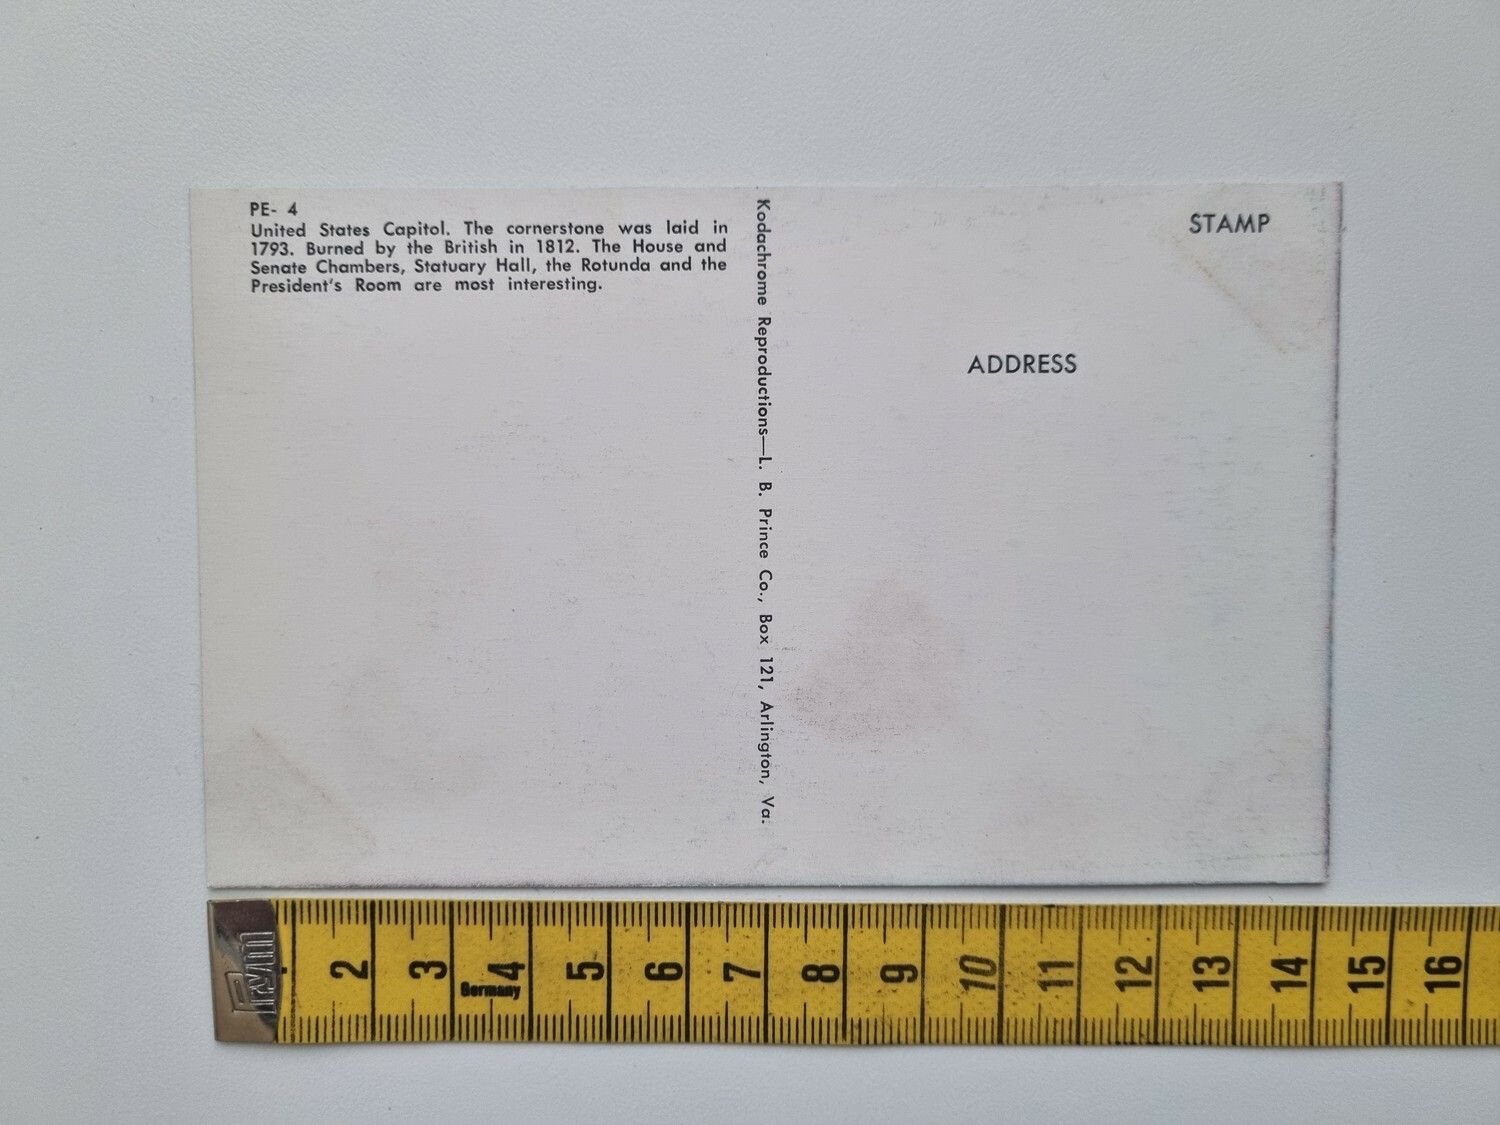 PE- 4
United States Capitol. The cornerstone was laid in
1793. Burned by the British in 1812. The House and
Senate Chambers, Statuary Hall, the Rotunda and the
President's Room are most interesting.
Kodachrome Reproductions—L. B. Prince Co., Box 121, Arlington, Va.
STAMP
ADDRESS
Prym
2 3 4 5 6 7 8 9 10 11 12 13 14 15 16
Germany